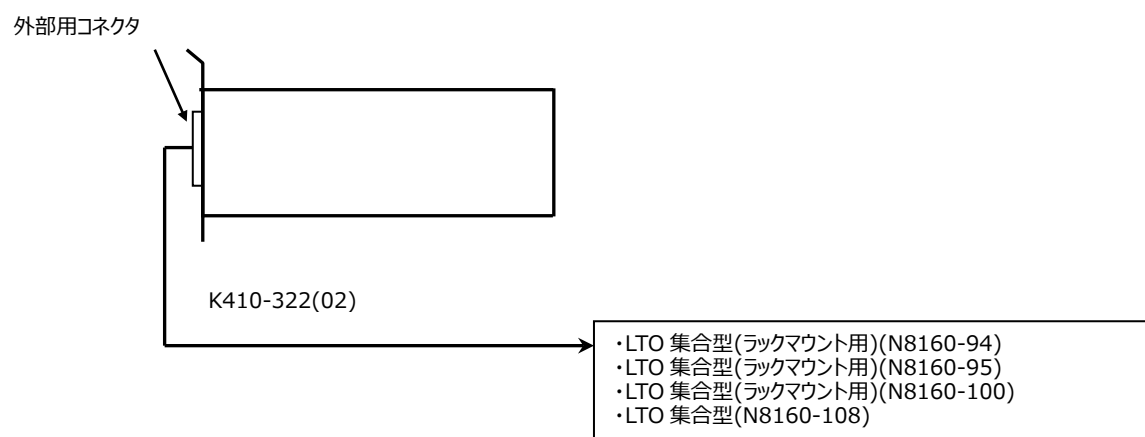 外部用コネクタ
K410-322(02)
・LTO 集合型(ラックマウント用)(N8160-94)
・LTO 集合型(ラックマウント用)(N8160-95)
・LTO 集合型(ラックマウント用)(N8160-100)
・LTO 集合型(N8160-108)